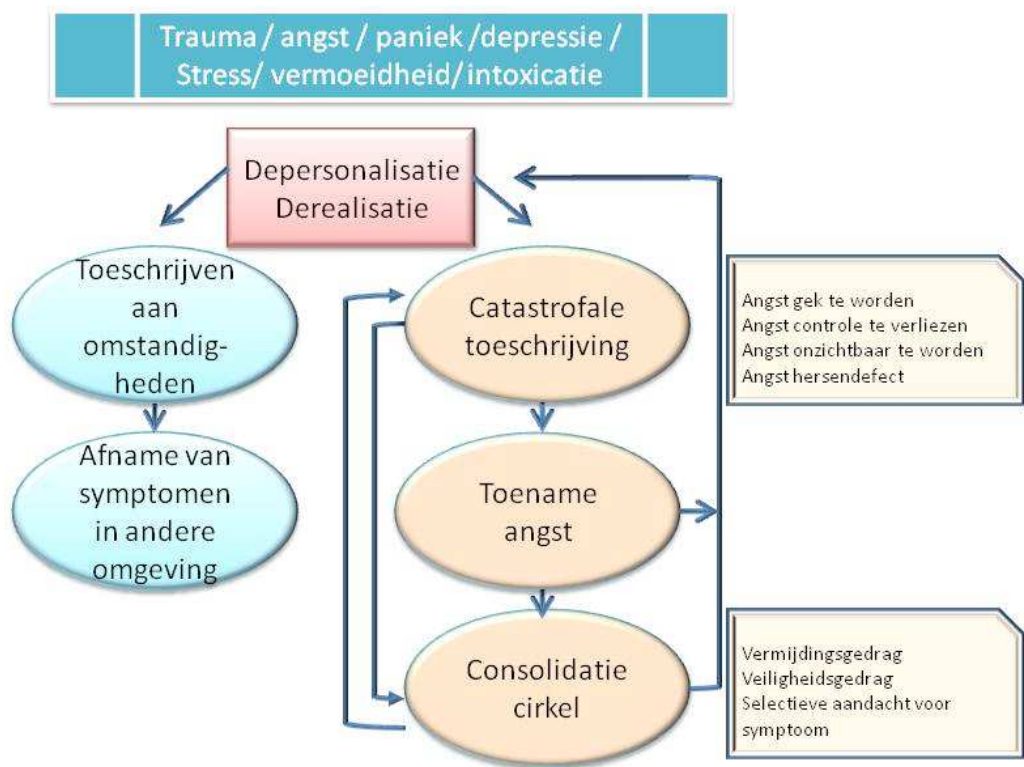 Trauma / angst / paniek /depressie /
Stress/ vermoeidheid/ intoxicatie
Depersonalisatie
Derealisatie
Toeschrijven
aan
omstandig-
heden
Catastrofale
toeschrijving
Angst gek te worden
Angst controle te verliezen
Angst onzichtbaar te worden
Angst hersendefect
Afname van
symptomen
in andere
omgeving
Toename
angst
Consolidatie
cirkel
Vermijdingsgedrag
Veiligheidsgedrag
Selectieve aandacht voor
symptoom